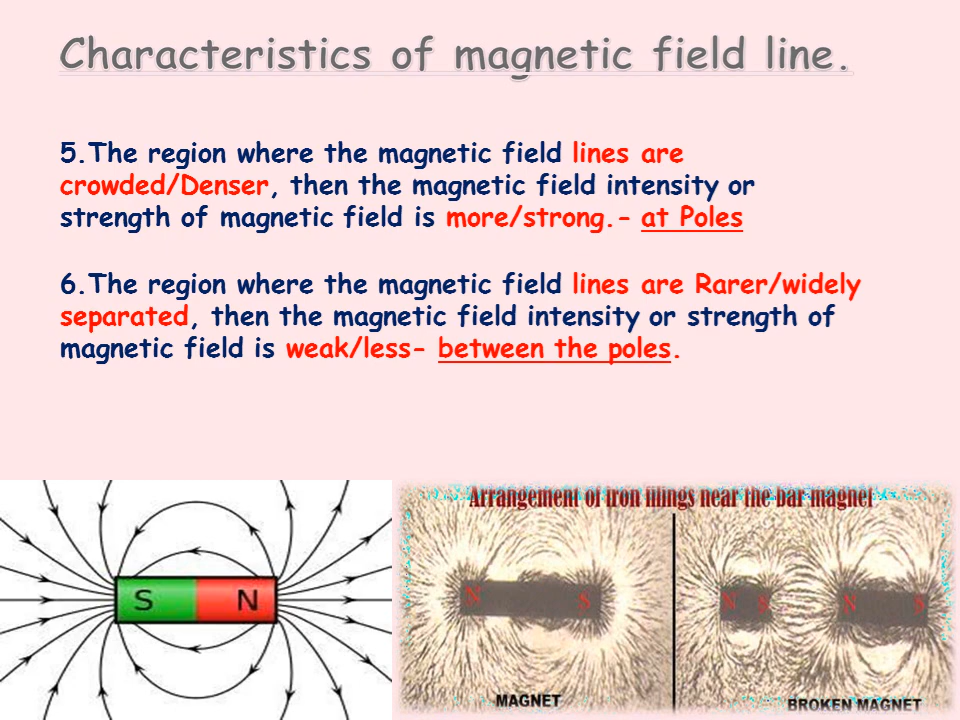 Characteristics of magnetic field line.
5.The region where the magnetic field lines are
crowded/Denser, then the magnetic field intensity or
strength of magnetic field is more/strong.- at Poles
6.The region where the magnetic field lines are Rarer/widely
separated, then the magnetic field intensity or strength of
magnetic field is weak/less- between the poles.
S N
Arrangement of iron filings near the bar magnet
N S
N S N S
MAGNET
BROKEN MAGNET